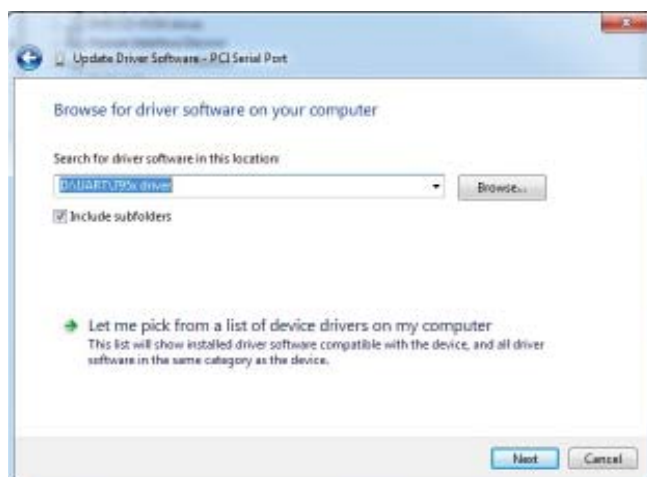 Update Driver Software - PCI Serial Port
Browse for driver software on your computer
Search for driver software in this location:
D:\UART\795x driver
Browse...
Include subfolders
Let me pick from a list of device drivers on my computer
This list will show installed driver software compatible with the device, and all driver
software in the same category as the device.
Next
Cancel